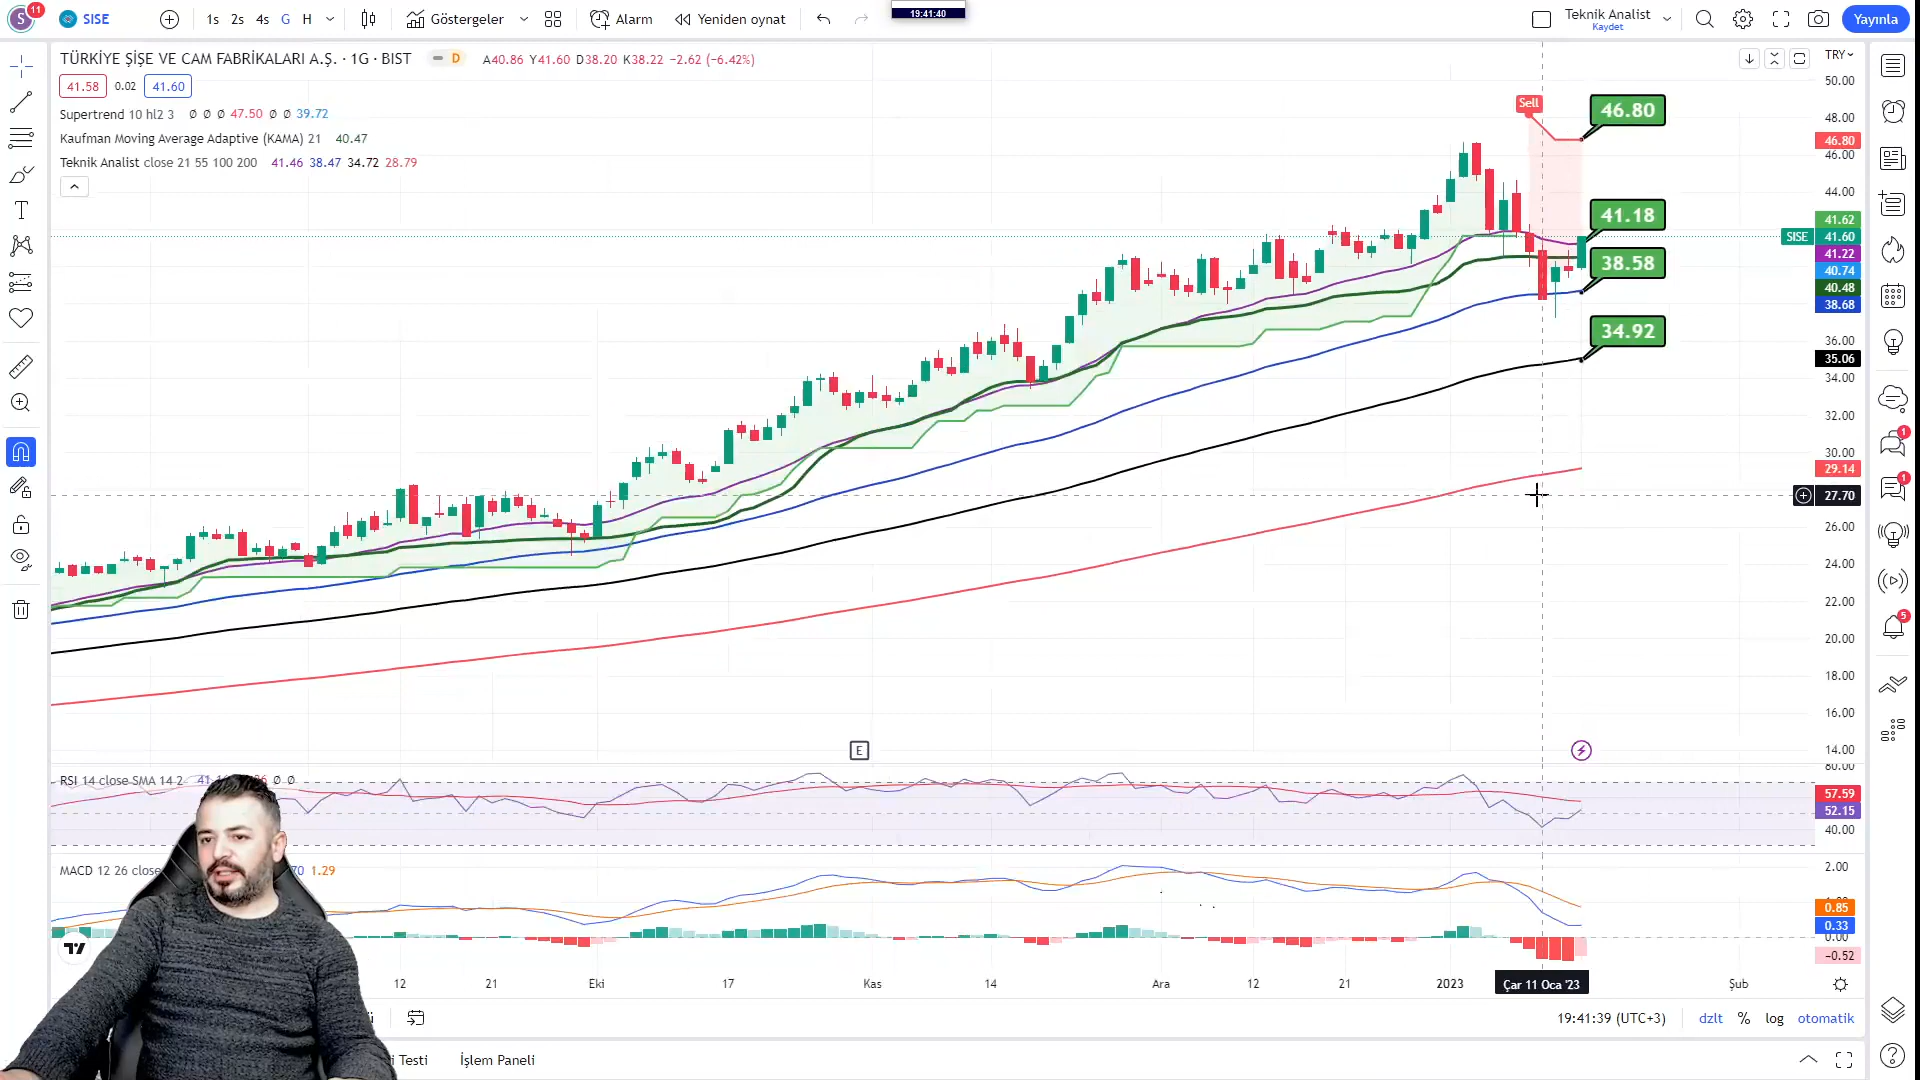 S
11
SISE
1s 2s 4s G H
Göstergeler
Alarm
Yeniden oynat
19:41:40
Teknik Analist
Kaydet
Yayınla
TÜRKİYE ŞİŞE VE CAM FABRİKALARI A.Ş. · 1G · BIST
D
A40.86 Y41.60 D38.20 K38.22 −2.62 (−6.42%)
TRY
41.58 0.02 41.60
Supertrend 10 hl2 3 Ø Ø Ø 47.50 Ø Ø 39.72
Kaufman Moving Average Adaptive (KAMA) 21 40.47
Teknik Analist close 21 55 100 200 41.46 38.47 34.72 28.79
Sell
46.80
41.18
38.58
34.92
50.00
48.00
46.80
46.00
44.00
41.62
SISE 41.60
41.22
40.74
40.48
38.68
36.00
35.06
34.00
32.00
30.00
29.14
27.70
26.00
24.00
22.00
20.00
18.00
16.00
14.00
E
RSI 14 close SMA 14 2
Ø Ø
80.00
57.59
52.15
40.00
MACD 12 26 close
1.29
2.00
0.85
0.33
0.00
−0.52
12 21 Eki 17 Kas 14 Ara 12 21 2023 Çar 11 Oca '23 Şub
19:41:39 (UTC+3)
dzlt % log otomatik
Testi
İşlem Paneli
1
1
5